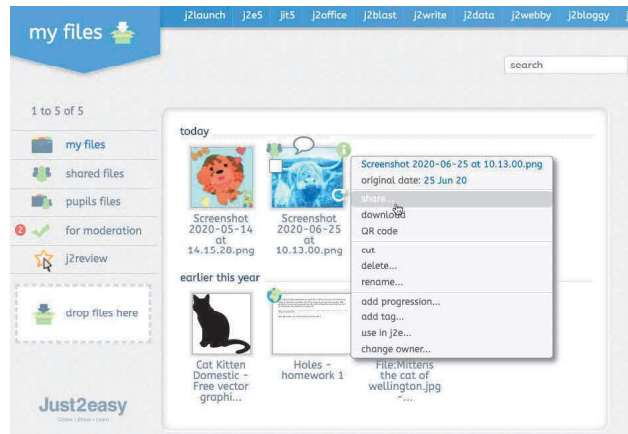 my files
j2launch j2e5 jit5 j2office j2blast j2write j2data j2webby j2bloggy
search
1 to 5 of 5
my files
shared files
pupils files
2 for moderation
j2review
drop files here
Just2easy
today
Screenshot
2020-05-14
at
14.15.28.png
Screenshot
2020-06-25
at
10.13.00.png
Screenshot 2020-06-25 at 10.13.00.png
original date: 25 Jun 20
share...
download
QR code
cut
delete...
rename...
add progression...
add tag...
use in j2e...
change owner...
earlier this year
Cat Kitten
Domestic -
Free vector
graphi...
Holes -
homework 1
File:Mittens
the cat of
wellington.jpg
-...